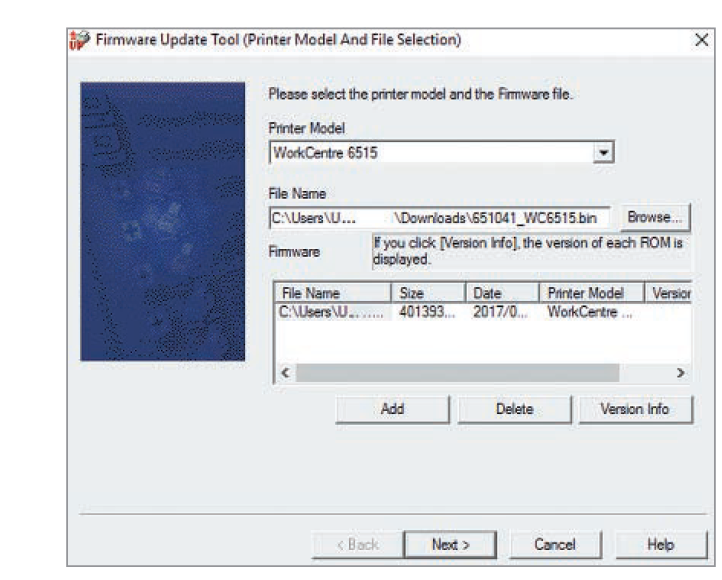 Firmware Update Tool (Printer Model And File Selection)
Please select the printer model and the Firmware file.
Printer Model
WorkCentre 6515
File Name
C:\Users\U... \Downloads\651041_WC6515.bin Browse...
Firmware
If you click [Version Info], the version of each ROM is
displayed.
File Name Size Date Printer Model Version
C:\Users\U... ..... 401393... 2017/0... WorkCentre ...
Add Delete Version Info
< Back Next > Cancel Help